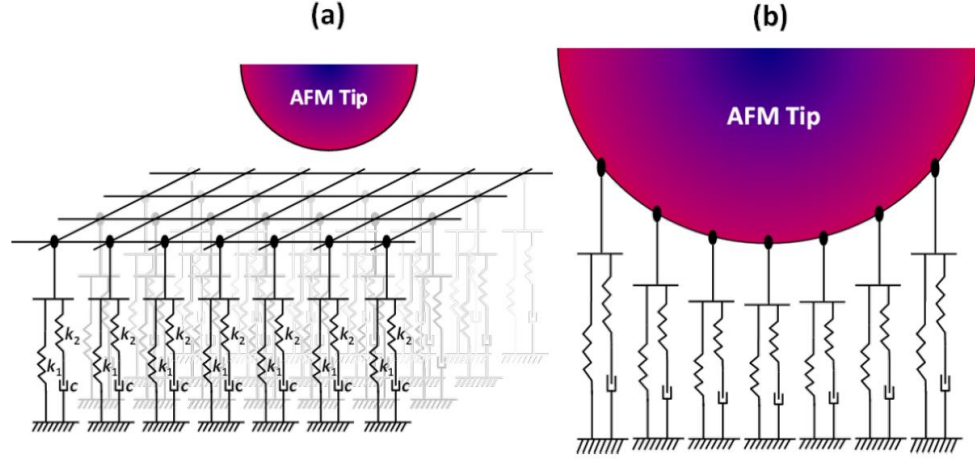 (a)
(b)
AFM Tip
AFM Tip
k₂ k₂ k₂ k₂ k₂ k₂ k₂
k₁ k₁ k₁ k₁ k₁ k₁ k₁
c c c c c c c